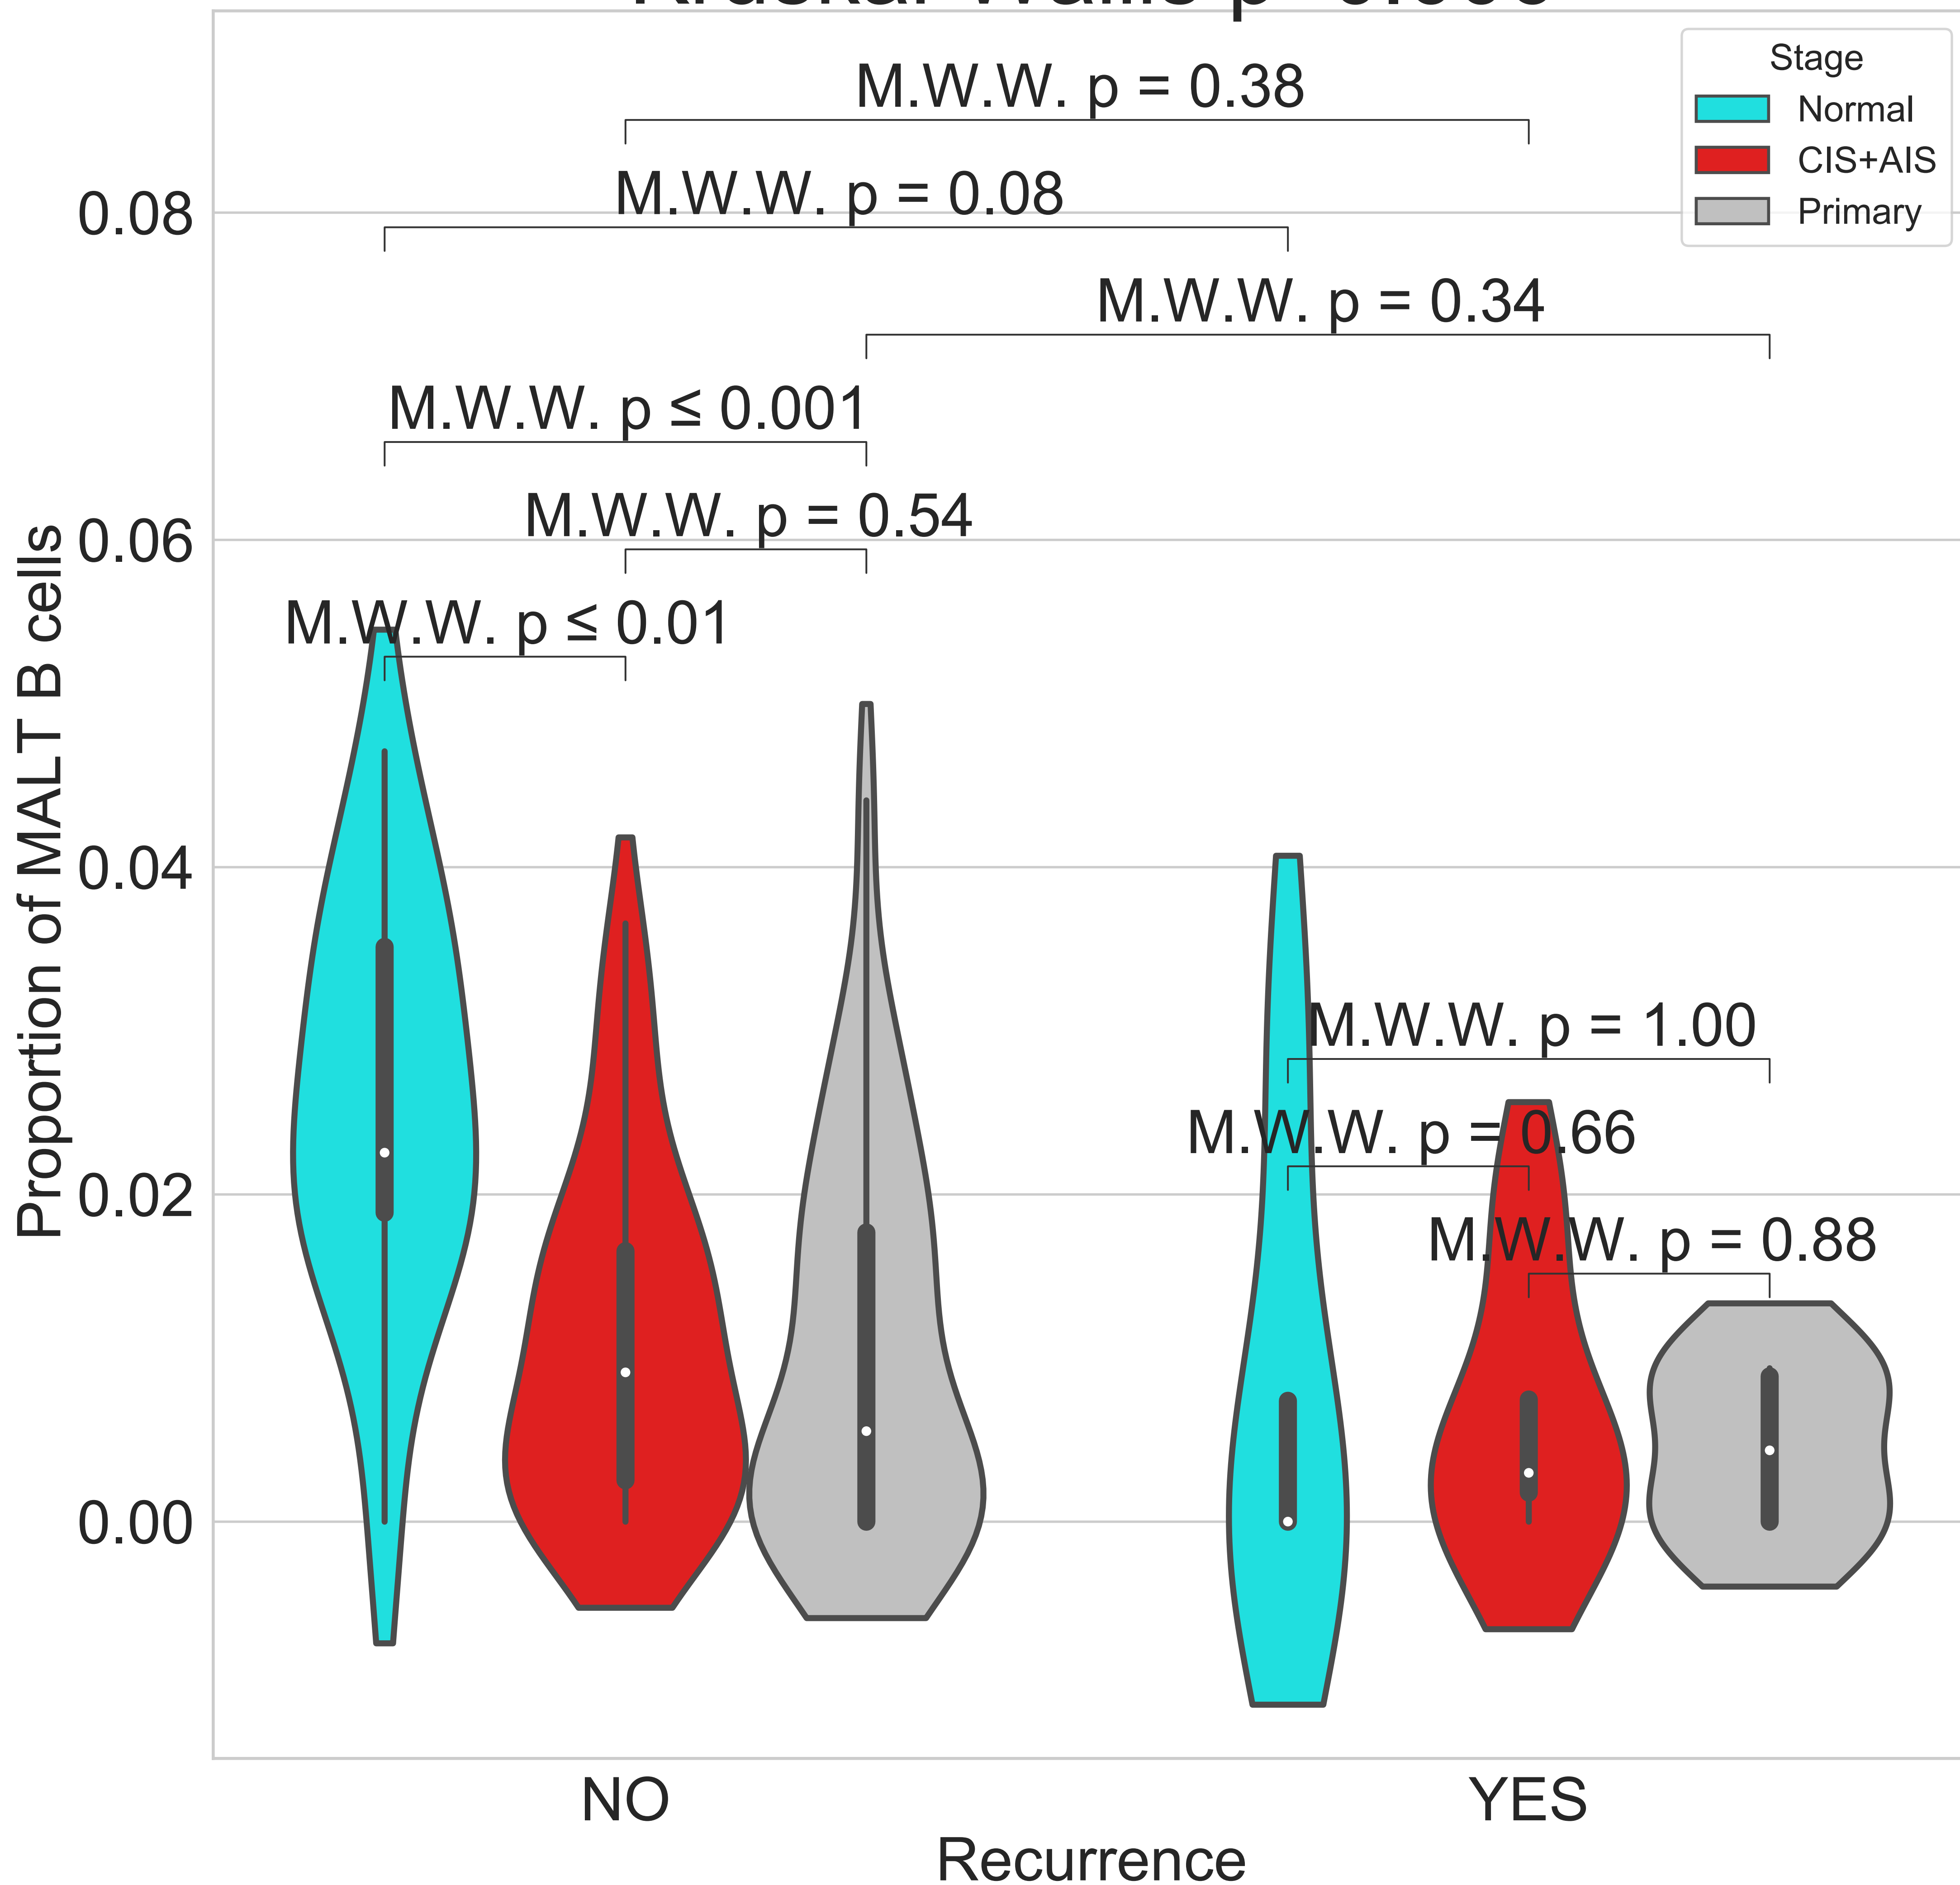 Stage
Normal
CIS+AIS
Primary
M.W.W. p = 0.38
M.W.W. p = 0.08
M.W.W. p = 0.34
M.W.W. p ≤ 0.001
M.W.W. p = 0.54
M.W.W. p ≤ 0.01
M.W.W. p = 1.00
M.W.W. p = 0.66
M.W.W. p = 0.88
Proportion of MALT B cells
0.08
0.06
0.04
0.02
0.00
NO
YES
Recurrence